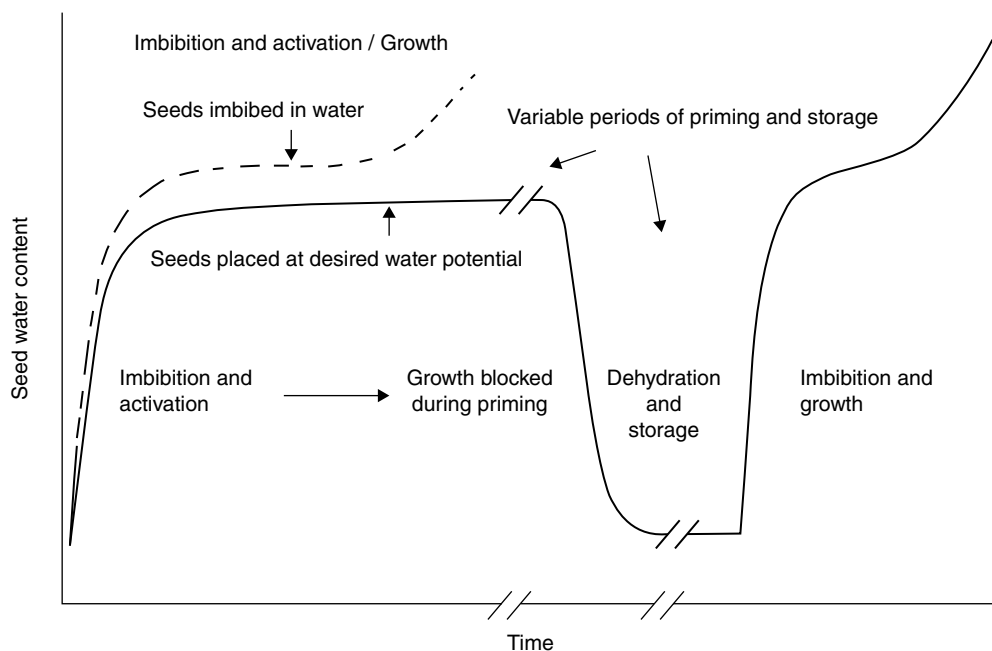 Imbibition and activation / Growth
Seeds imbibed in water
Variable periods of priming and storage
Seeds placed at desired water potential
Seed water content
Imbibition and
activation
Growth blocked
during priming
Dehydration
and
storage
Imbibition and
growth
Time